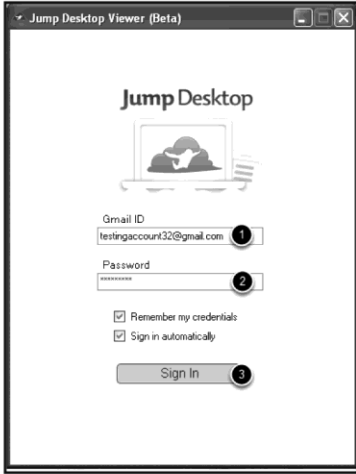 Jump Desktop Viewer (Beta)
Jump Desktop
Gmail ID
testingaccount32@gmail.com 1
Password
********* 2
Remember my credentials
Sign in automatically
Sign In 3